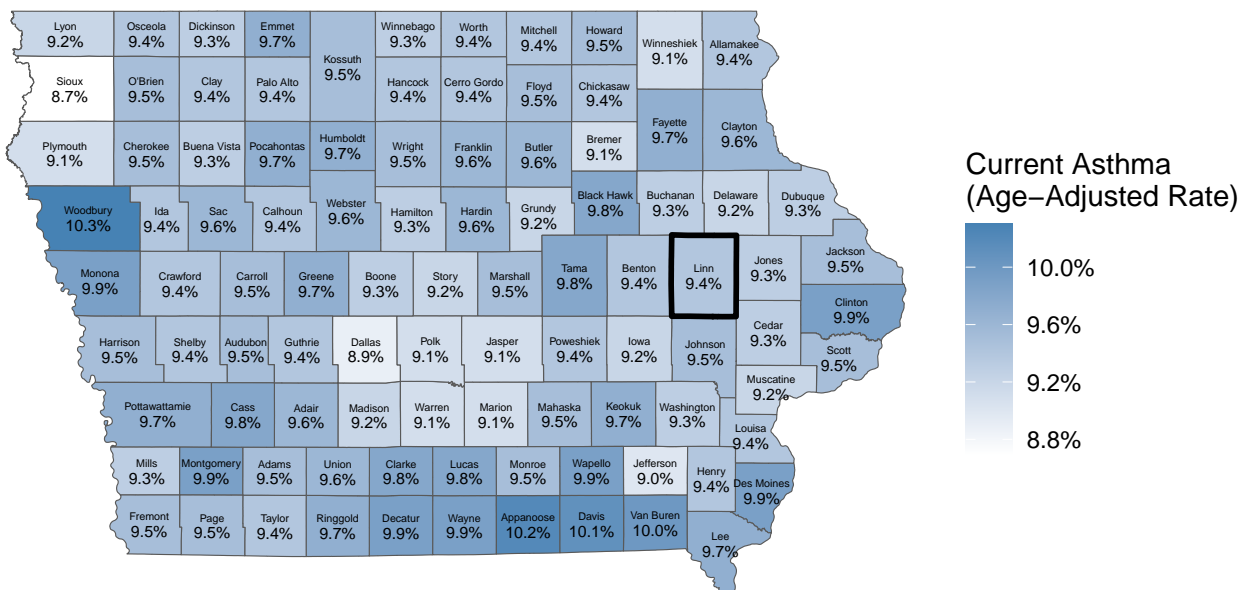 Lyon
9.2%
Osceola
9.4%
Dickinson
9.3%
Emmet
9.7%
Kossuth
9.5%
Winnebago
9.3%
Worth
9.4%
Mitchell
9.4%
Howard
9.5%
Winneshiek
9.1%
Allamakee
9.4%
Sioux
8.7%
O'Brien
9.5%
Clay
9.4%
Palo Alto
9.4%
Hancock
9.4%
Cerro Gordo
9.4%
Floyd
9.5%
Chickasaw
9.4%
Fayette
9.7%
Clayton
9.6%
Plymouth
9.1%
Cherokee
9.5%
Buena Vista
9.3%
Pocahontas
9.7%
Humboldt
9.7%
Wright
9.5%
Franklin
9.6%
Butler
9.6%
Bremer
9.1%
Woodbury
10.3%
Ida
9.4%
Sac
9.6%
Calhoun
9.4%
Webster
9.6%
Hamilton
9.3%
Hardin
9.6%
Grundy
9.2%
Black Hawk
9.8%
Buchanan
9.3%
Delaware
9.2%
Dubuque
9.3%
Monona
9.9%
Crawford
9.4%
Carroll
9.5%
Greene
9.7%
Boone
9.3%
Story
9.2%
Marshall
9.5%
Tama
9.8%
Benton
9.4%
Linn
9.4%
Jones
9.3%
Jackson
9.5%
Clinton
9.9%
Harrison
9.5%
Shelby
9.4%
Audubon
9.5%
Guthrie
9.4%
Dallas
8.9%
Polk
9.1%
Jasper
9.1%
Poweshiek
9.4%
Iowa
9.2%
Johnson
9.5%
Cedar
9.3%
Scott
9.5%
Muscatine
9.2%
Pottawattamie
9.7%
Cass
9.8%
Adair
9.6%
Madison
9.2%
Warren
9.1%
Marion
9.1%
Mahaska
9.5%
Keokuk
9.7%
Washington
9.3%
Louisa
9.4%
Mills
9.3%
Montgomery
9.9%
Adams
9.5%
Union
9.6%
Clarke
9.8%
Lucas
9.8%
Monroe
9.5%
Wapello
9.9%
Jefferson
9.0%
Henry
9.4%
Des Moines
9.9%
Fremont
9.5%
Page
9.5%
Taylor
9.4%
Ringgold
9.7%
Decatur
9.9%
Wayne
9.9%
Appanoose
10.2%
Davis
10.1%
Van Buren
10.0%
Lee
9.7%
Current Asthma
(Age−Adjusted Rate)
10.0%
9.6%
9.2%
8.8%